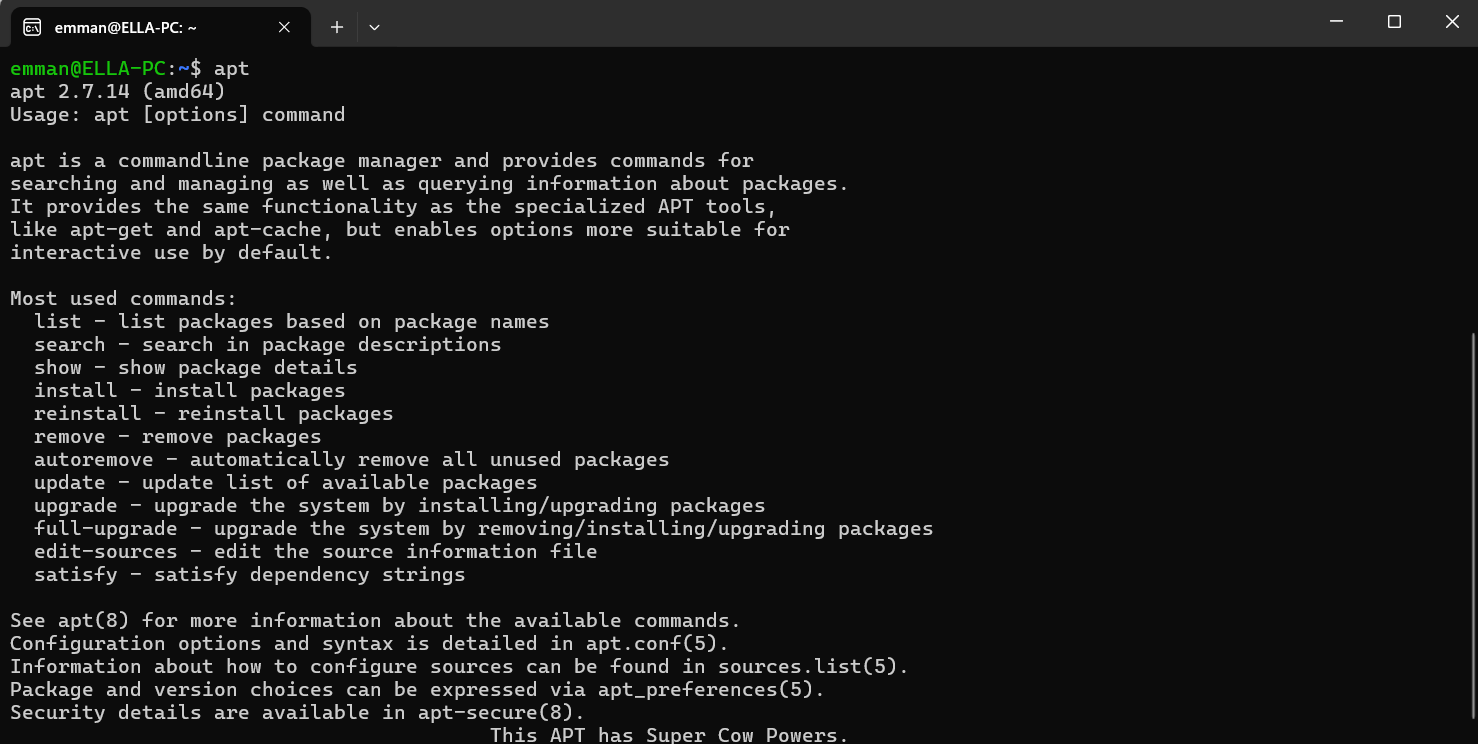 emman@ELLA-PC: ~
emman@ELLA-PC:~$ apt
apt 2.7.14 (amd64)
Usage: apt [options] command

apt is a commandline package manager and provides commands for
searching and managing as well as querying information about packages.
It provides the same functionality as the specialized APT tools,
like apt-get and apt-cache, but enables options more suitable for
interactive use by default.

Most used commands:
  list - list packages based on package names
  search - search in package descriptions
  show - show package details
  install - install packages
  reinstall - reinstall packages
  remove - remove packages
  autoremove - automatically remove all unused packages
  update - update list of available packages
  upgrade - upgrade the system by installing/upgrading packages
  full-upgrade - upgrade the system by removing/installing/upgrading packages
  edit-sources - edit the source information file
  satisfy - satisfy dependency strings

See apt(8) for more information about the available commands.
Configuration options and syntax is detailed in apt.conf(5).
Information about how to configure sources can be found in sources.list(5).
Package and version choices can be expressed via apt_preferences(5).
Security details are available in apt-secure(8).
                                        This APT has Super Cow Powers.